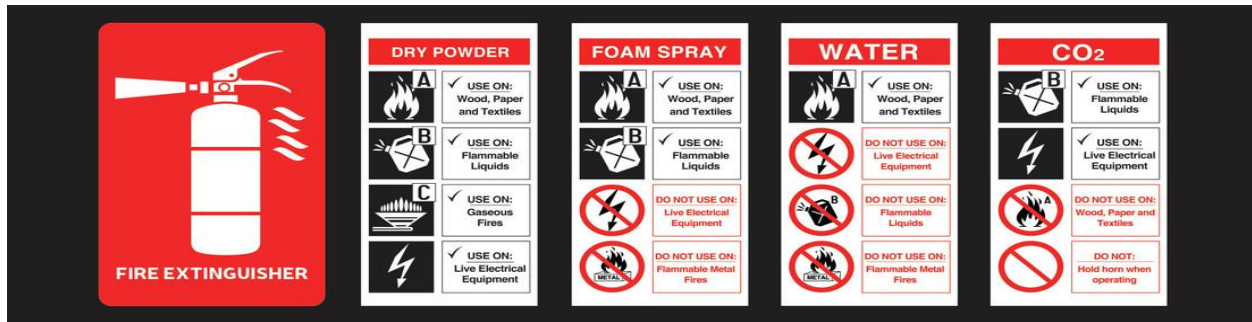 FIRE EXTINGUISHER
DRY POWDER
A
✓ USE ON:
Wood, Paper
and Textiles
B
✓ USE ON:
Flammable
Liquids
C
✓ USE ON:
Gaseous
Fires
✓ USE ON:
Live Electrical
Equipment
FOAM SPRAY
A
✓ USE ON:
Wood, Paper
and Textiles
B
✓ USE ON:
Flammable
Liquids
DO NOT USE ON:
Live Electrical
Equipment
METAL
DO NOT USE ON:
Flammable Metal
Fires
WATER
A
✓ USE ON:
Wood, Paper
and Textiles
DO NOT USE ON:
Live Electrical
Equipment
B
DO NOT USE ON:
Flammable
Liquids
METAL
DO NOT USE ON:
Flammable Metal
Fires
CO₂
B
✓ USE ON:
Flammable
Liquids
✓ USE ON:
Live Electrical
Equipment
A
DO NOT USE ON:
Wood, Paper and
Textiles
DO NOT:
Hold horn when
operating